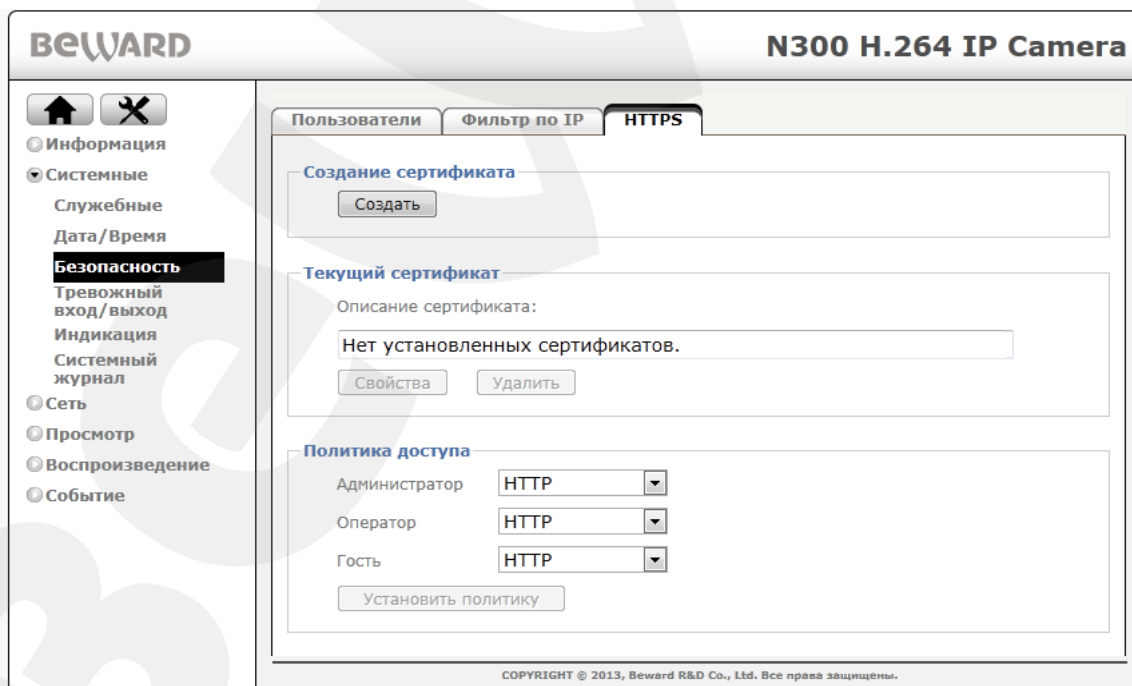 BEWARD
N300 H.264 IP Camera
Информация
Системные
Служебные
Дата/Время
Безопасность
Тревожный
вход/выход
Индикация
Системный
журнал
Сеть
Просмотр
Воспроизведение
Событие
Пользователи
Фильтр по IP
HTTPS
Создание сертификата
Создать
Текущий сертификат
Описание сертификата:
Нет установленных сертификатов.
Свойства
Удалить
Политика доступа
Администратор HTTP
Оператор HTTP
Гость HTTP
Установить политику
COPYRIGHT © 2013, Beward R&D Co., Ltd. Все права защищены.